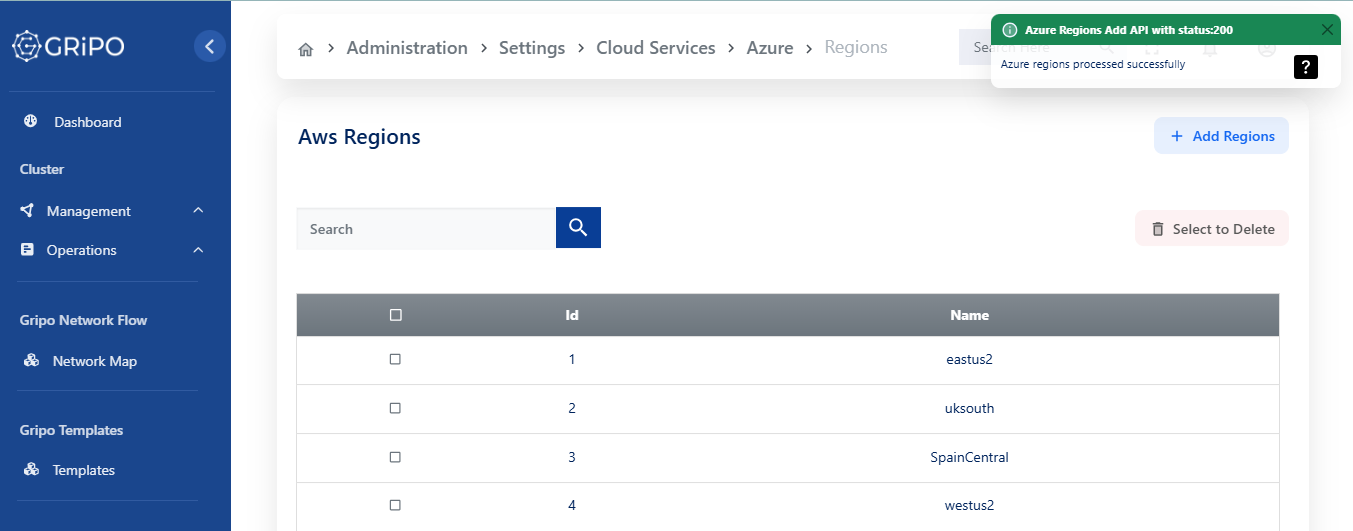 GRiPO
Administration > Settings > Cloud Services > Azure > Regions
Search Here
Azure Regions Add API with status:200
Azure regions processed successfully
?
Dashboard
Cluster
Management
Operations
Gripo Network Flow
Network Map
Gripo Templates
Templates
Aws Regions
+ Add Regions
Search
Select to Delete
Id Name
1 eastus2
2 uksouth
3 SpainCentral
4 westus2